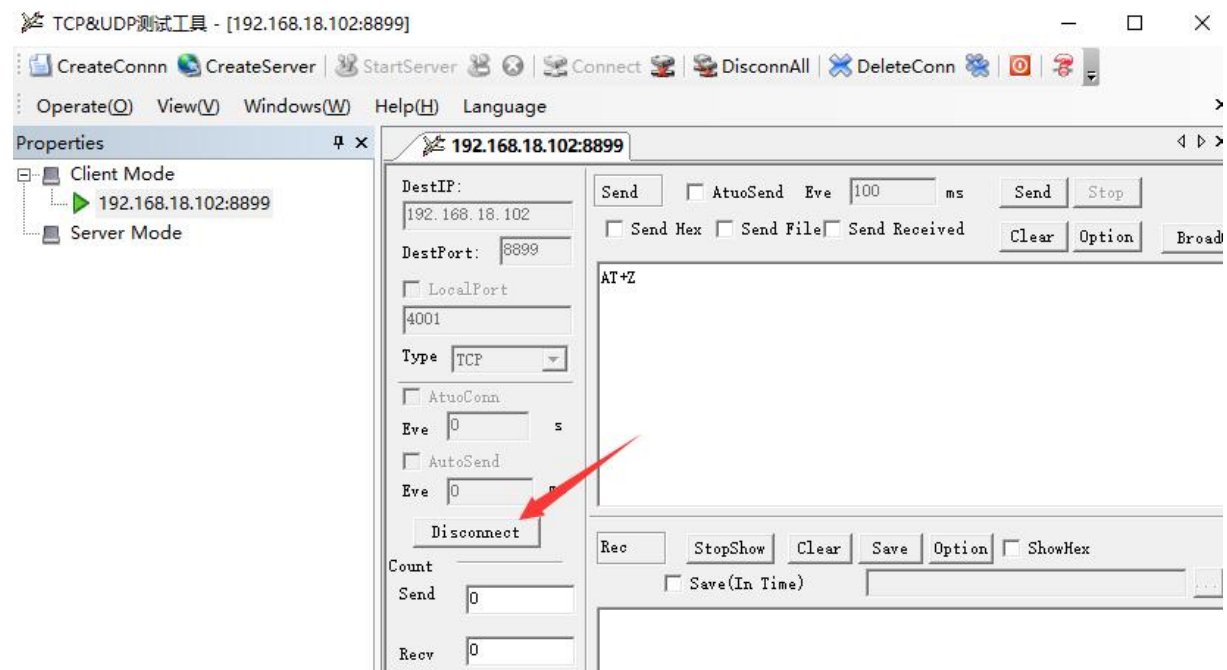 TCP&UDP测试工具 - [192.168.18.102:8899]
CreateConnn CreateServer StartServer Connect DisconnAll DeleteConn
Operate(O) View(V) Windows(W) Help(H) Language
Properties
192.168.18.102:8899
Client Mode
192.168.18.102:8899
Server Mode
DestIP:
192.168.18.102
DestPort: 8899
LocalPort
4001
Type TCP
AtuoConn
Eve 0 s
AutoSend
Eve 0
Disconnect
Count
Send 0
Recv 0
Send AtuoSend Eve 100 ms Send Stop
Send Hex Send File Send Received Clear Option
AT+Z
Rec StopShow Clear Save Option ShowHex
Save(In Time) ...